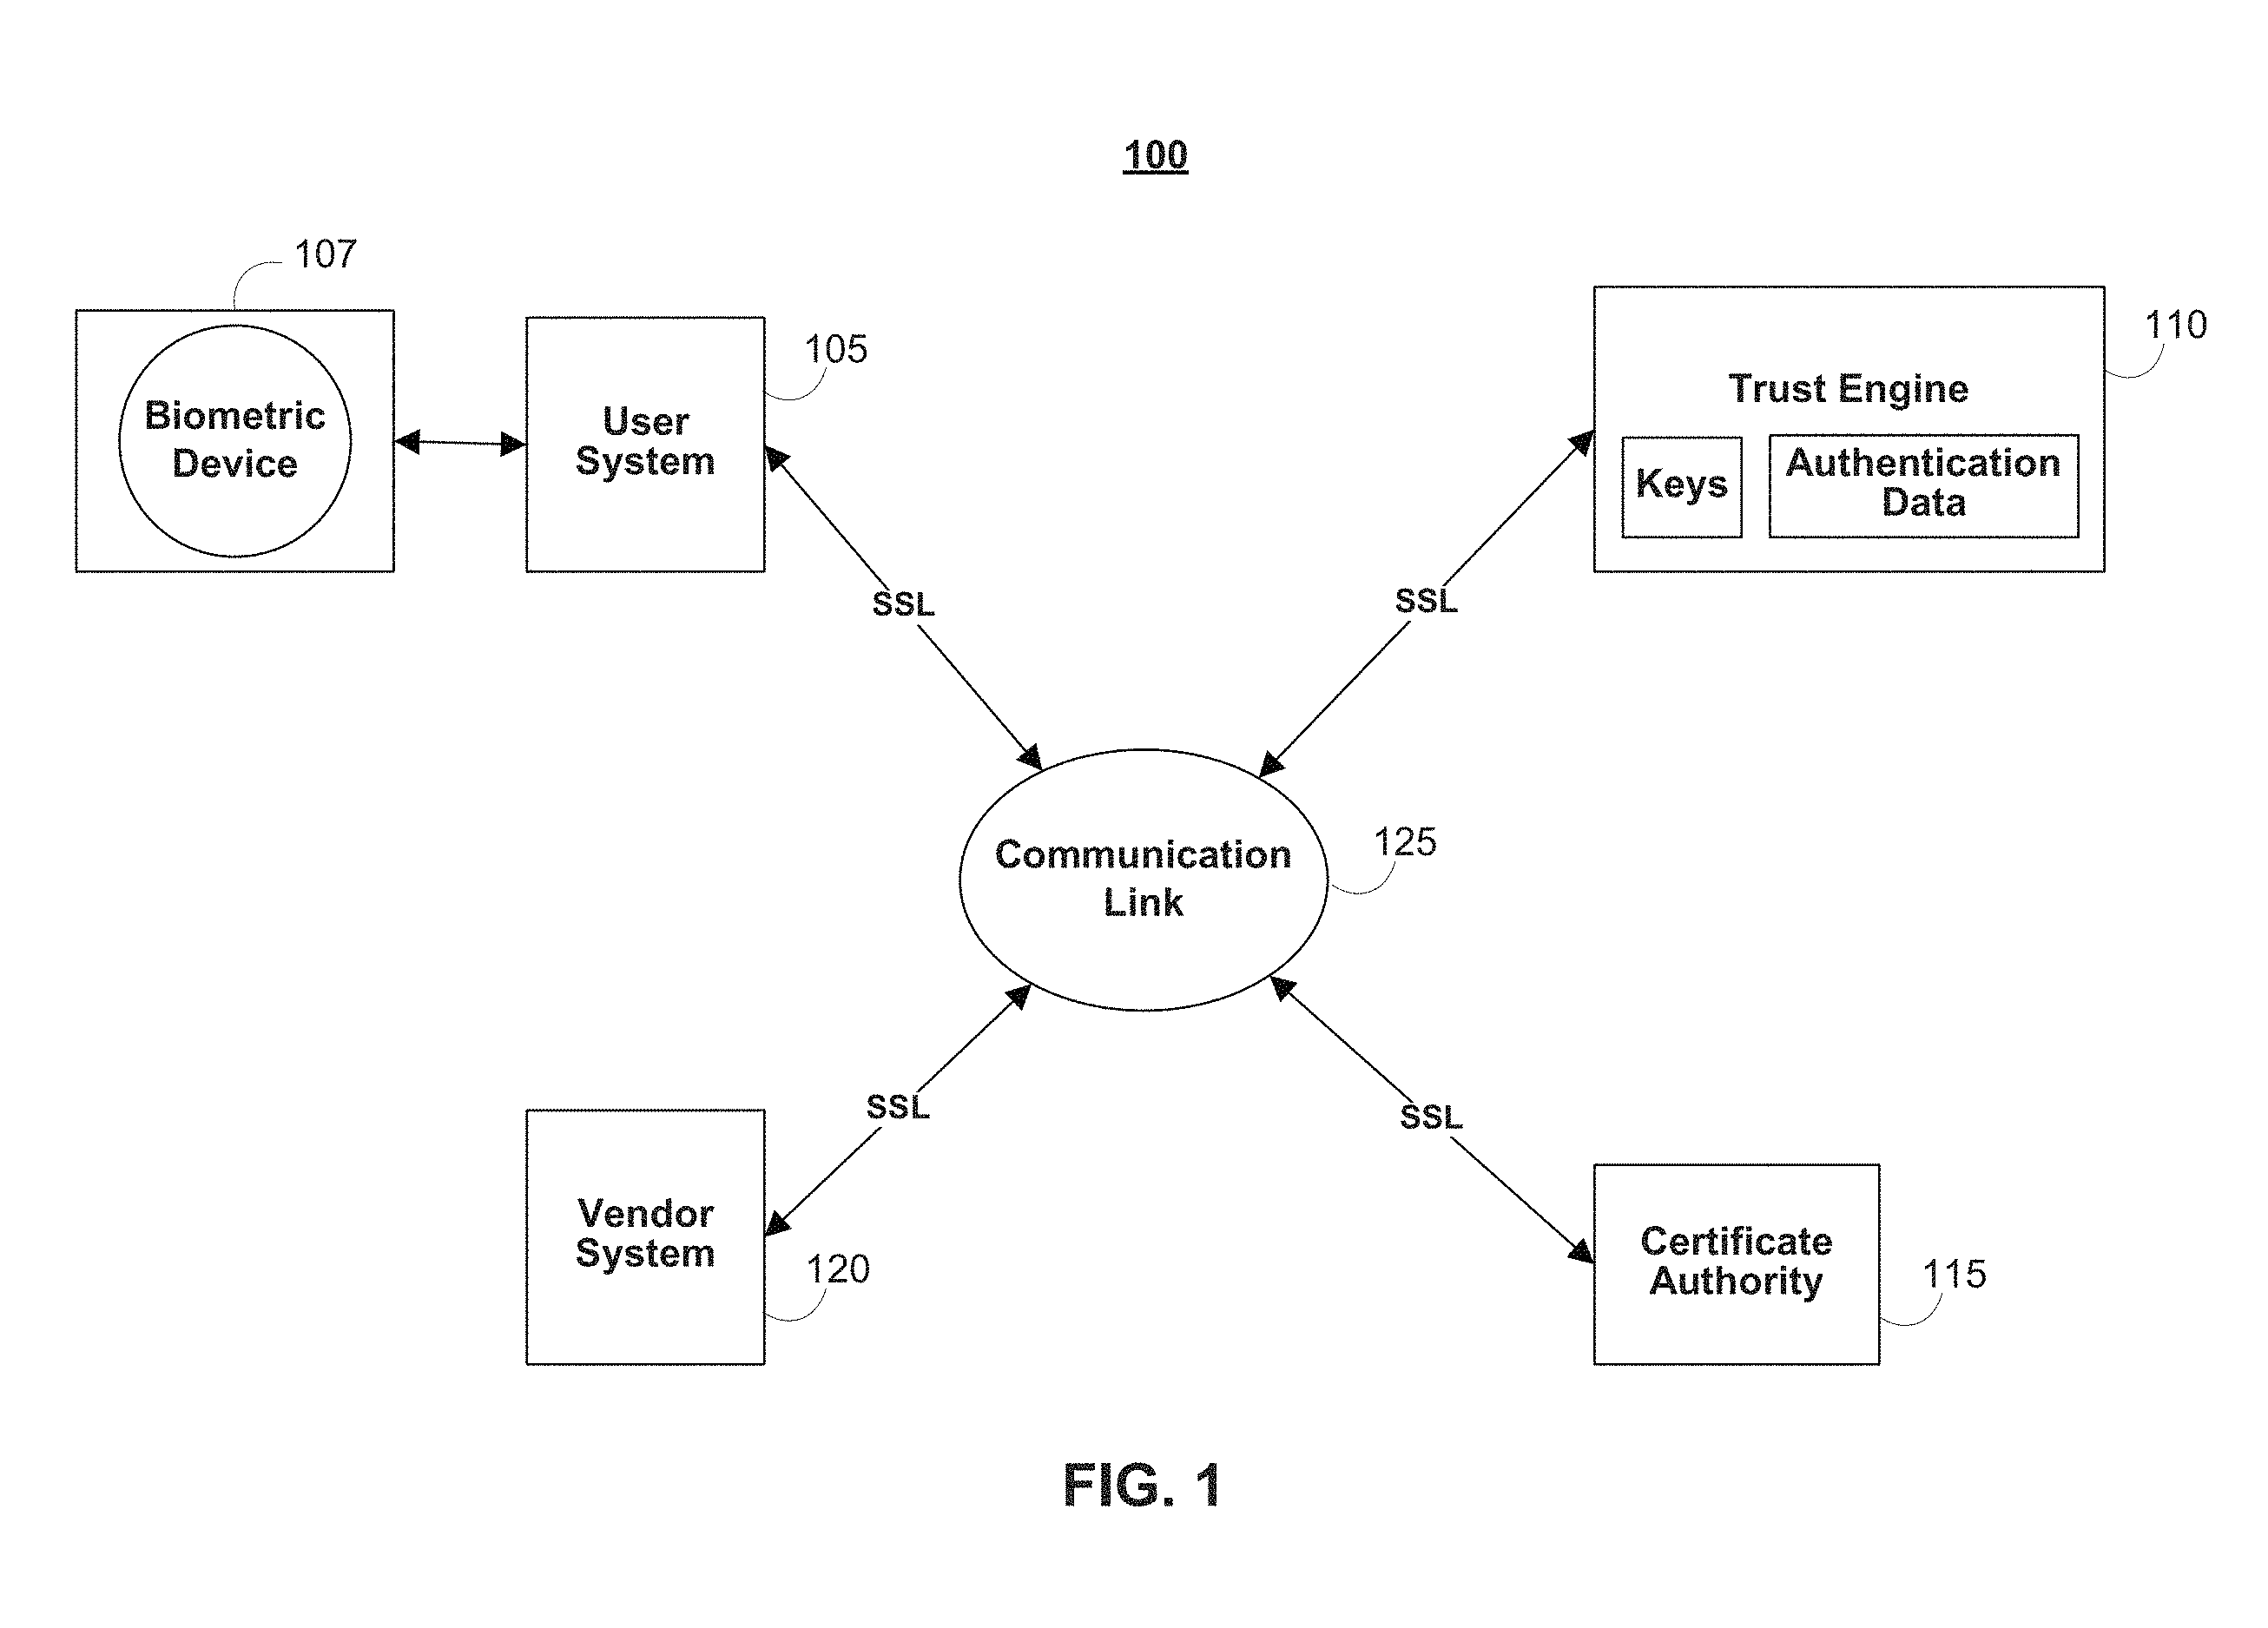 100
107
Biometric
Device
105
User
System
110
Trust Engine
Keys
Authentication
Data
SSL
SSL
Communication
Link
125
SSL
SSL
Vendor
System
120
Certificate
Authority
115
FIG. 1